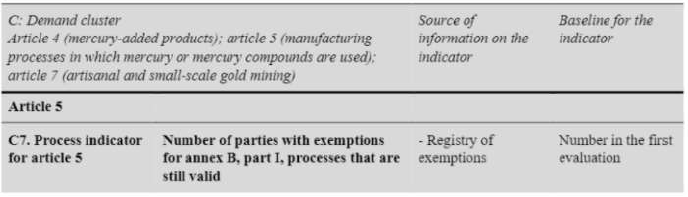 C: Demand cluster
Article 4 (mercury-added products); article 5 (manufacturing
processes in which mercury or mercury compounds are used);
article 7 (artisanal and small-scale gold mining)
Source of
information on the
indicator
Baseline for the
indicator
Article 5
C7. Process indicator
for article 5
Number of parties with exemptions
for annex B, part I, processes that are
still valid
- Registry of
exemptions
Number in the first
evaluation